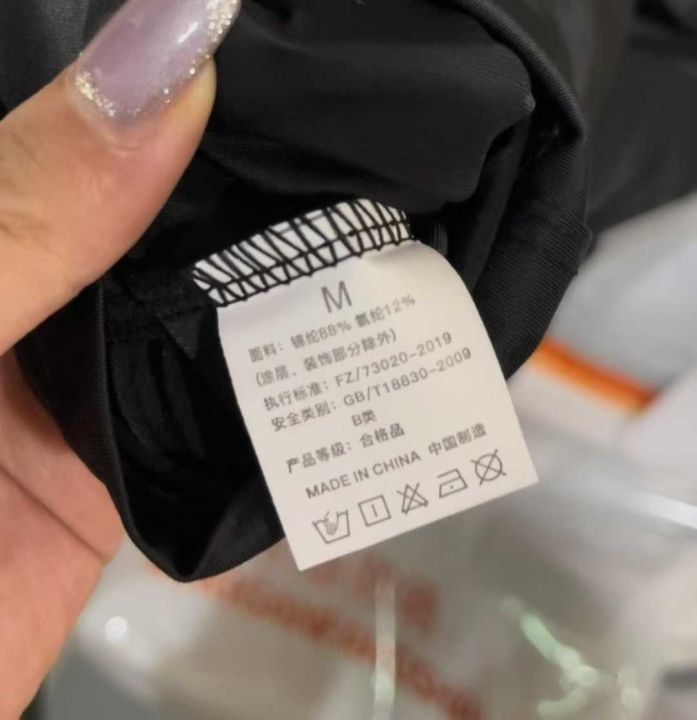 M
面料：锦纶88% 氨纶12%
(涂层、装饰部分除外)
执行标准：FZ/73020-2019
安全类别：GB/T18830-2009
B类
产品等级：合格品
MADE IN CHINA 中国制造